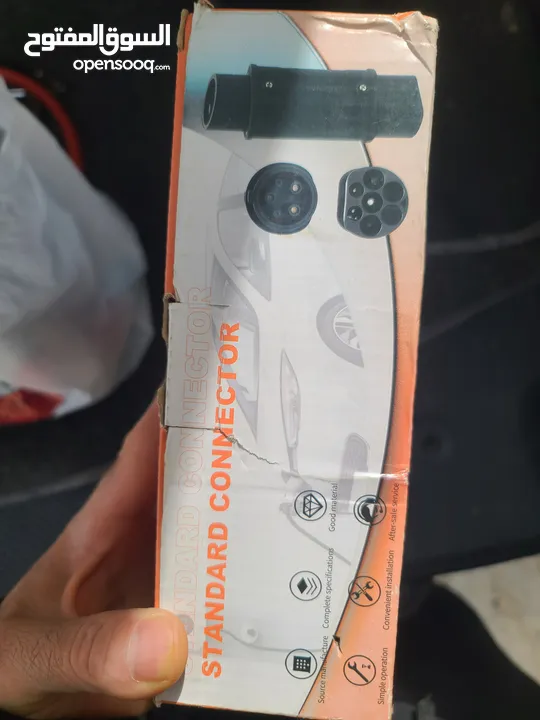 السوق المفتوح
opensooq.com
STANDARD CONNECTOR
STANDARD CONNECTOR
Good material
After-sale service
Complete specifications
Convenient installation
Source manufacture
Simple operation